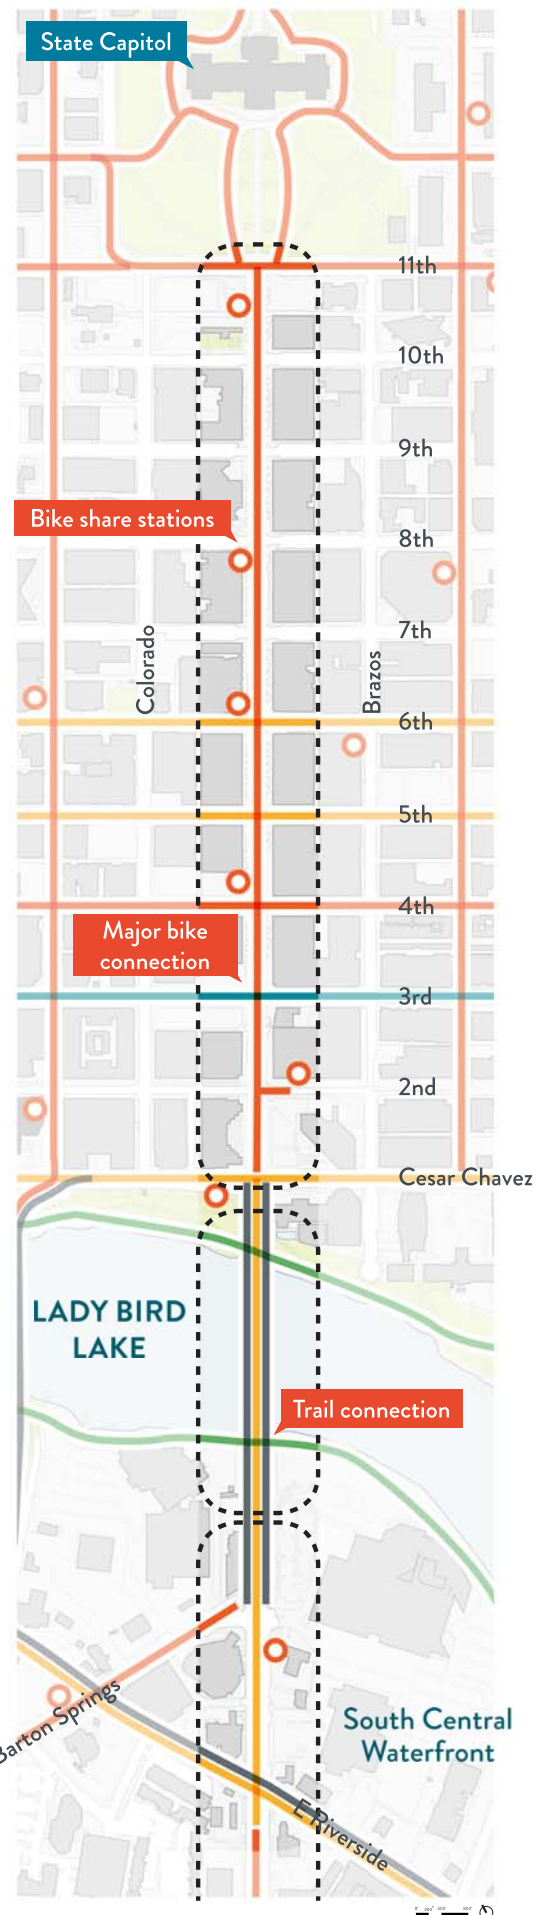 State Capitol
11th
10th
9th
Bike share stations
8th
7th
Colorado
Brazos
6th
5th
4th
Major bike
connection
3rd
2nd
Cesar Chavez
LADY BIRD
LAKE
Trail connection
Barton Springs
South Central
Waterfront
E Riverside